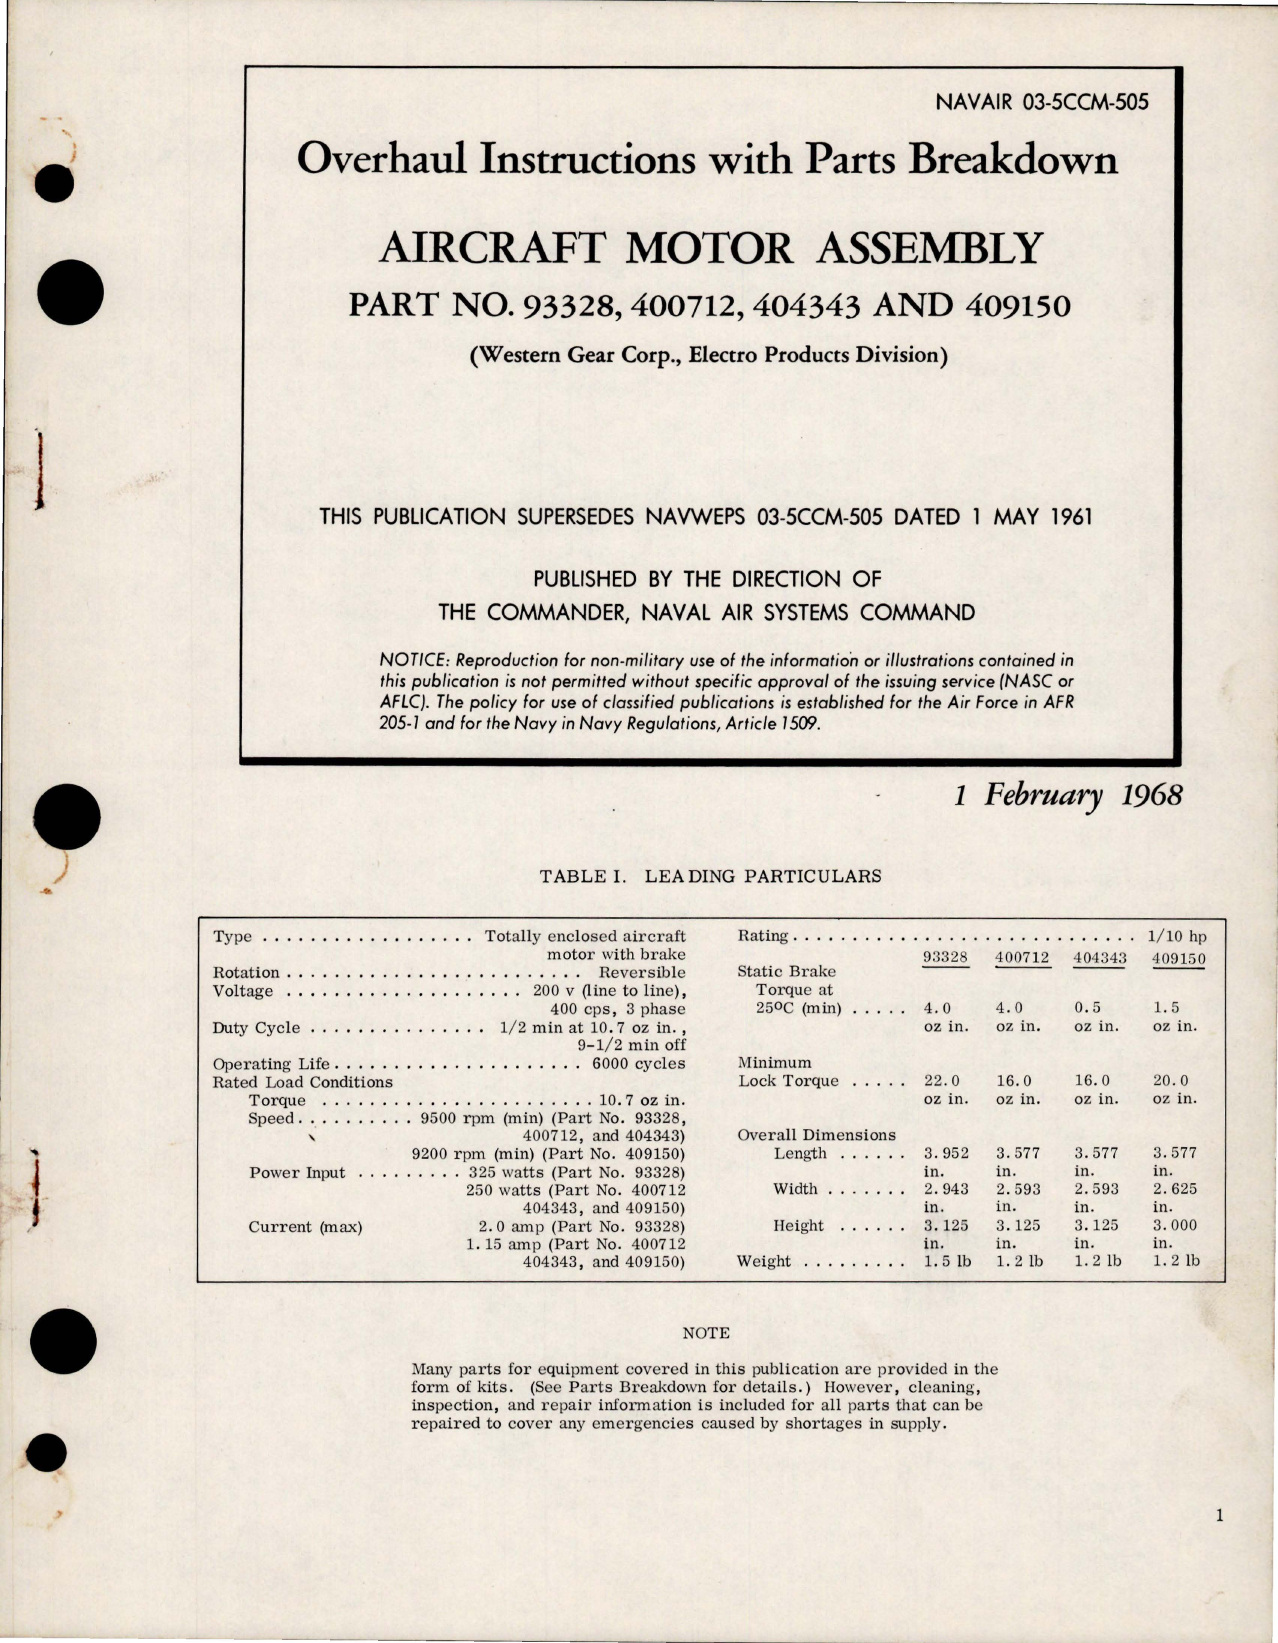 NAVAIR 03-5CCM-505
Overhaul Instructions with Parts Breakdown
AIRCRAFT MOTOR ASSEMBLY
PART NO. 93328, 400712, 404343 AND 409150
(Western Gear Corp., Electro Products Division)
THIS PUBLICATION SUPERSEDES NAVWEPS 03-5CCM-505 DATED 1 MAY 1961
PUBLISHED BY THE DIRECTION OF
THE COMMANDER, NAVAL AIR SYSTEMS COMMAND
NOTICE: Reproduction for non-military use of the information or illustrations contained in
this publication is not permitted without specific approval of the issuing service (NASC or
AFLC). The policy for use of classified publications is established for the Air Force in AFR
205-1 and for the Navy in Navy Regulations, Article 1509.
1 February 1968
TABLE I. LEADING PARTICULARS
Type . . . . . . . . . . . . . . . . . . Totally enclosed aircraft
motor with brake
Rotation . . . . . . . . . . . . . . . . . . . . . . . . . Reversible
Voltage . . . . . . . . . . . . . . . . . . . . 200 v (line to line),
400 cps, 3 phase
Duty Cycle . . . . . . . . . . . . . . . 1/2 min at 10.7 oz in.,
9-1/2 min off
Operating Life . . . . . . . . . . . . . . . . . . . . . 6000 cycles
Rated Load Conditions
Torque . . . . . . . . . . . . . . . . . . . . . . . 10.7 oz in.
Speed . . . . . . . . . . 9500 rpm (min) (Part No. 93328,
400712, and 404343)
9200 rpm (min) (Part No. 409150)
Power Input . . . . . . . . . 325 watts (Part No. 93328)
250 watts (Part No. 400712
404343, and 409150)
Current (max) 2.0 amp (Part No. 93328)
1.15 amp (Part No. 400712
404343, and 409150)
Rating . . . . . . . . . . . . . . . . . . . . . . . . . . . . . 1/10 hp
93328 400712 404343 409150
Static Brake
Torque at
25ºC (min) . . . . . 4.0 4.0 0.5 1.5
oz in. oz in. oz in. oz in.
Minimum
Lock Torque . . . . . 22.0 16.0 16.0 20.0
oz in. oz in. oz in. oz in.
Overall Dimensions
Length . . . . . . 3.952 3.577 3.577 3.577
in. in. in. in.
Width . . . . . . . 2.943 2.593 2.593 2.625
in. in. in. in.
Height . . . . . . 3.125 3.125 3.125 3.000
in. in. in. in.
Weight . . . . . . . . . 1.5 lb 1.2 lb 1.2 lb 1.2 lb
NOTE
Many parts for equipment covered in this publication are provided in the
form of kits. (See Parts Breakdown for details.) However, cleaning,
inspection, and repair information is included for all parts that can be
repaired to cover any emergencies caused by shortages in supply.
1